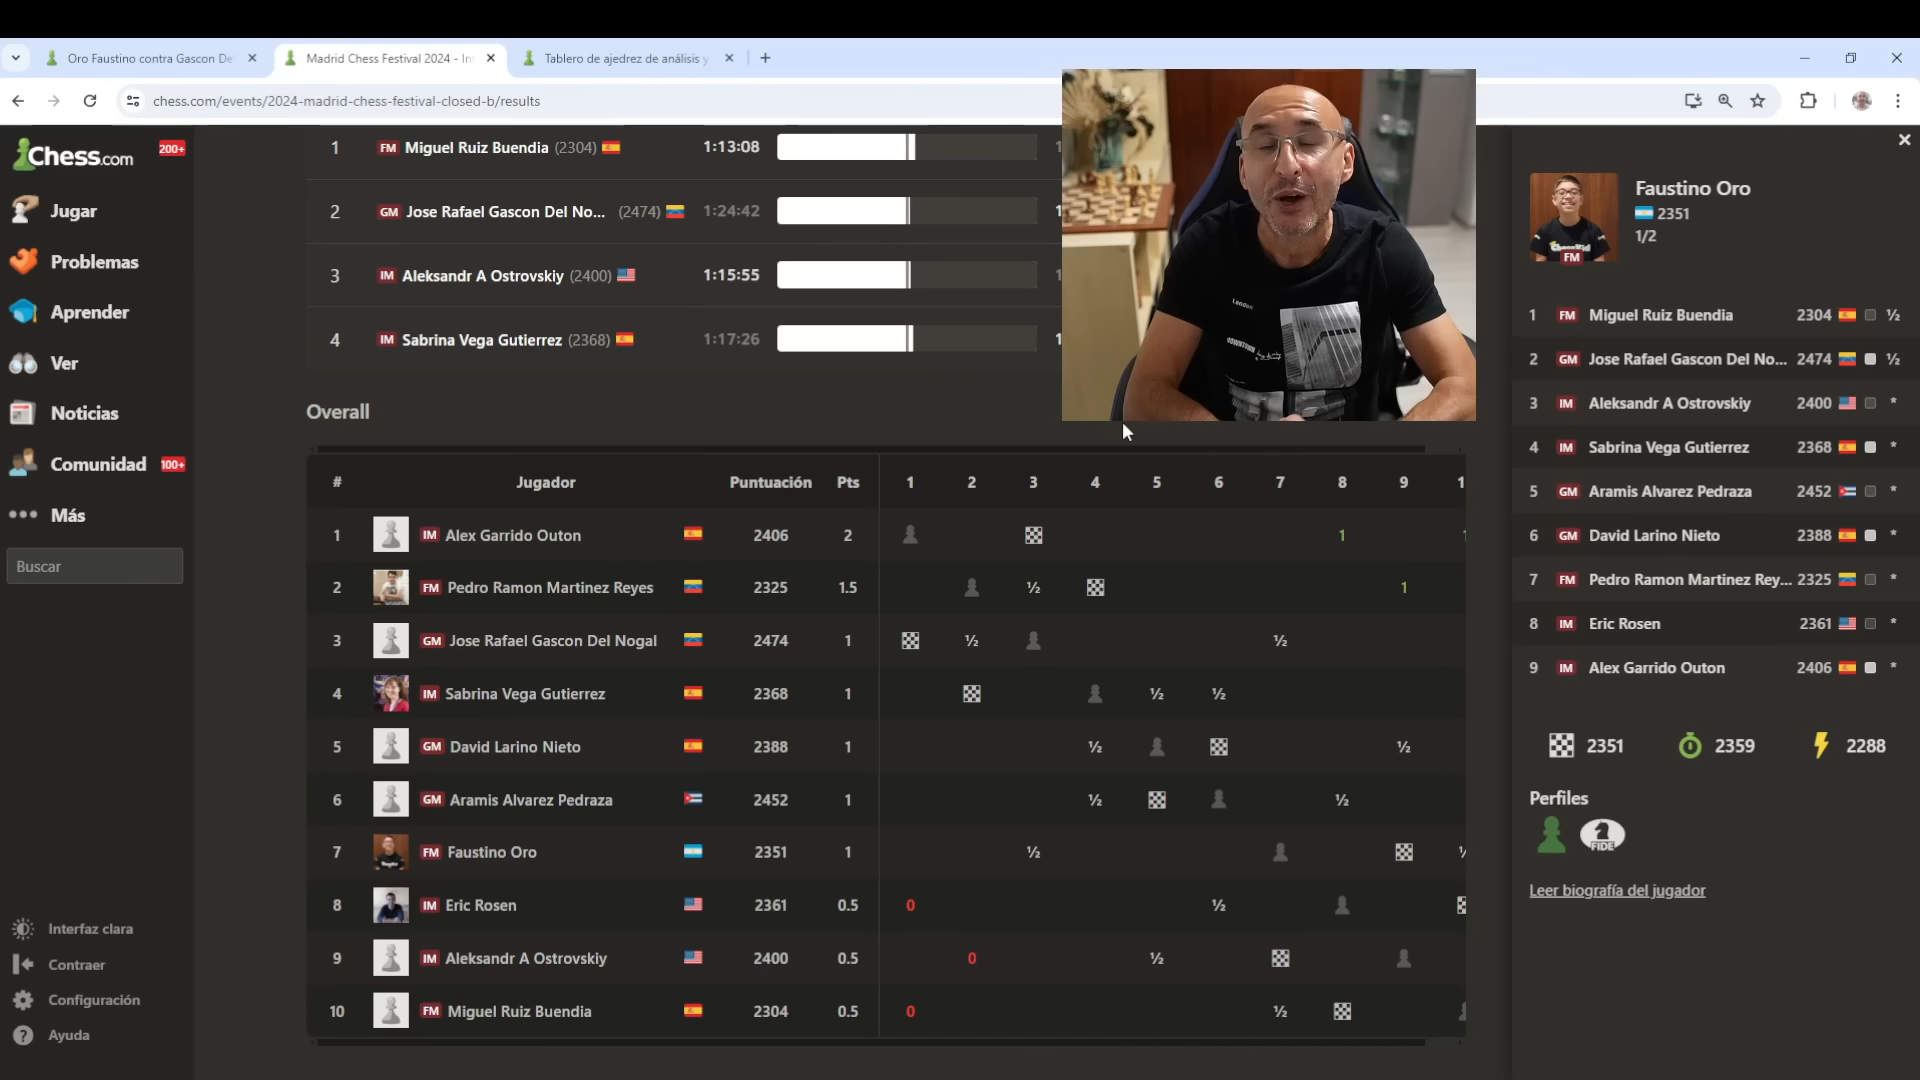 Oro Faustino contra Gascon De
Madrid Chess Festival 2024 - In
Tablero de ajedrez de análisis y
chess.com/events/2024-madrid-chess-festival-closed-b/results
Chess.com 200+
Jugar
Problemas
Aprender
Ver
Noticias
Comunidad 100+
Más
Buscar
Interfaz clara
Contraer
Configuración
Ayuda
1 FM Miguel Ruiz Buendia (2304) 1:13:08 1
2 GM Jose Rafael Gascon Del No... (2474) 1:24:42 1
3 IM Aleksandr A Ostrovskiy (2400) 1:15:55 1
4 IM Sabrina Vega Gutierrez (2368) 1:17:26 1
Overall
# Jugador Puntuación Pts 1 2 3 4 5 6 7 8 9 1
1 IM Alex Garrido Outon 2406 2 1 1
2 FM Pedro Ramon Martinez Reyes 2325 1.5 ½ 1
3 GM Jose Rafael Gascon Del Nogal 2474 1 ½ ½
4 IM Sabrina Vega Gutierrez 2368 1 ½ ½
5 GM David Larino Nieto 2388 1 ½ ½
6 GM Aramis Alvarez Pedraza 2452 1 ½ ½
7 FM Faustino Oro 2351 1 ½
8 IM Eric Rosen 2361 0.5 0 ½
9 IM Aleksandr A Ostrovskiy 2400 0.5 0 ½
10 FM Miguel Ruiz Buendia 2304 0.5 0 ½
London
DOWNTOWN
FM
Faustino Oro
2351
1/2
1 FM Miguel Ruiz Buendia 2304 ½
2 GM Jose Rafael Gascon Del No... 2474 ½
3 IM Aleksandr A Ostrovskiy 2400 *
4 IM Sabrina Vega Gutierrez 2368 *
5 GM Aramis Alvarez Pedraza 2452 *
6 GM David Larino Nieto 2388 *
7 FM Pedro Ramon Martinez Rey... 2325 *
8 IM Eric Rosen 2361 *
9 IM Alex Garrido Outon 2406 *
2351 2359 2288
Perfiles
FIDE
Leer biografía del jugador